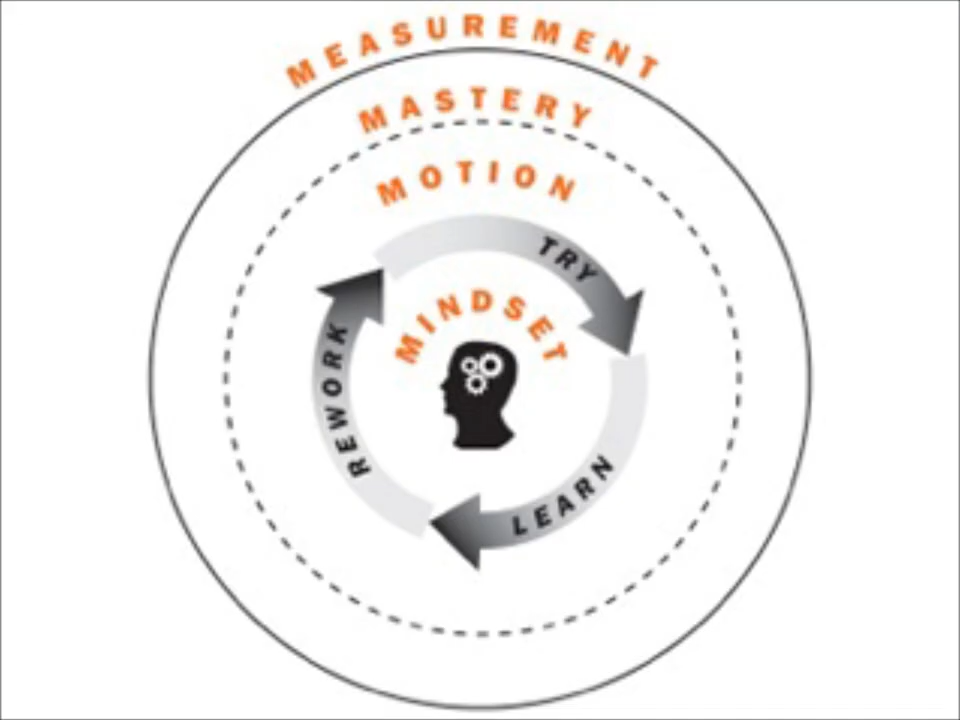 MEASUREMENT
MASTERY
MOTION
TRY
MINDSET
REWORK
LEARN